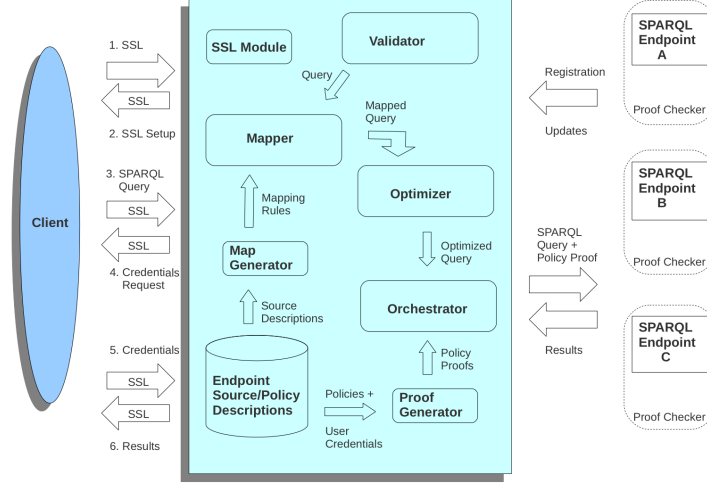 1. SSL
SSL
2. SSL Setup
3. SPARQL
Query
SSL
SSL
4. Credentials
Request
5. Credentials
SSL
SSL
6. Results
Client
SSL Module
Validator
Query
Mapped
Query
Mapper
Optimizer
Mapping
Rules
Map
Generator
Optimized
Query
Source
Descriptions
Orchestrator
Endpoint
Source/Policy
Descriptions
Policies +
User
Credentials
Policy
Proofs
Proof
Generator
Registration
Updates
SPARQL
Query +
Policy Proof
Results
SPARQL
Endpoint
A
Proof Checker
SPARQL
Endpoint
B
Proof Checker
SPARQL
Endpoint
C
Proof Checker